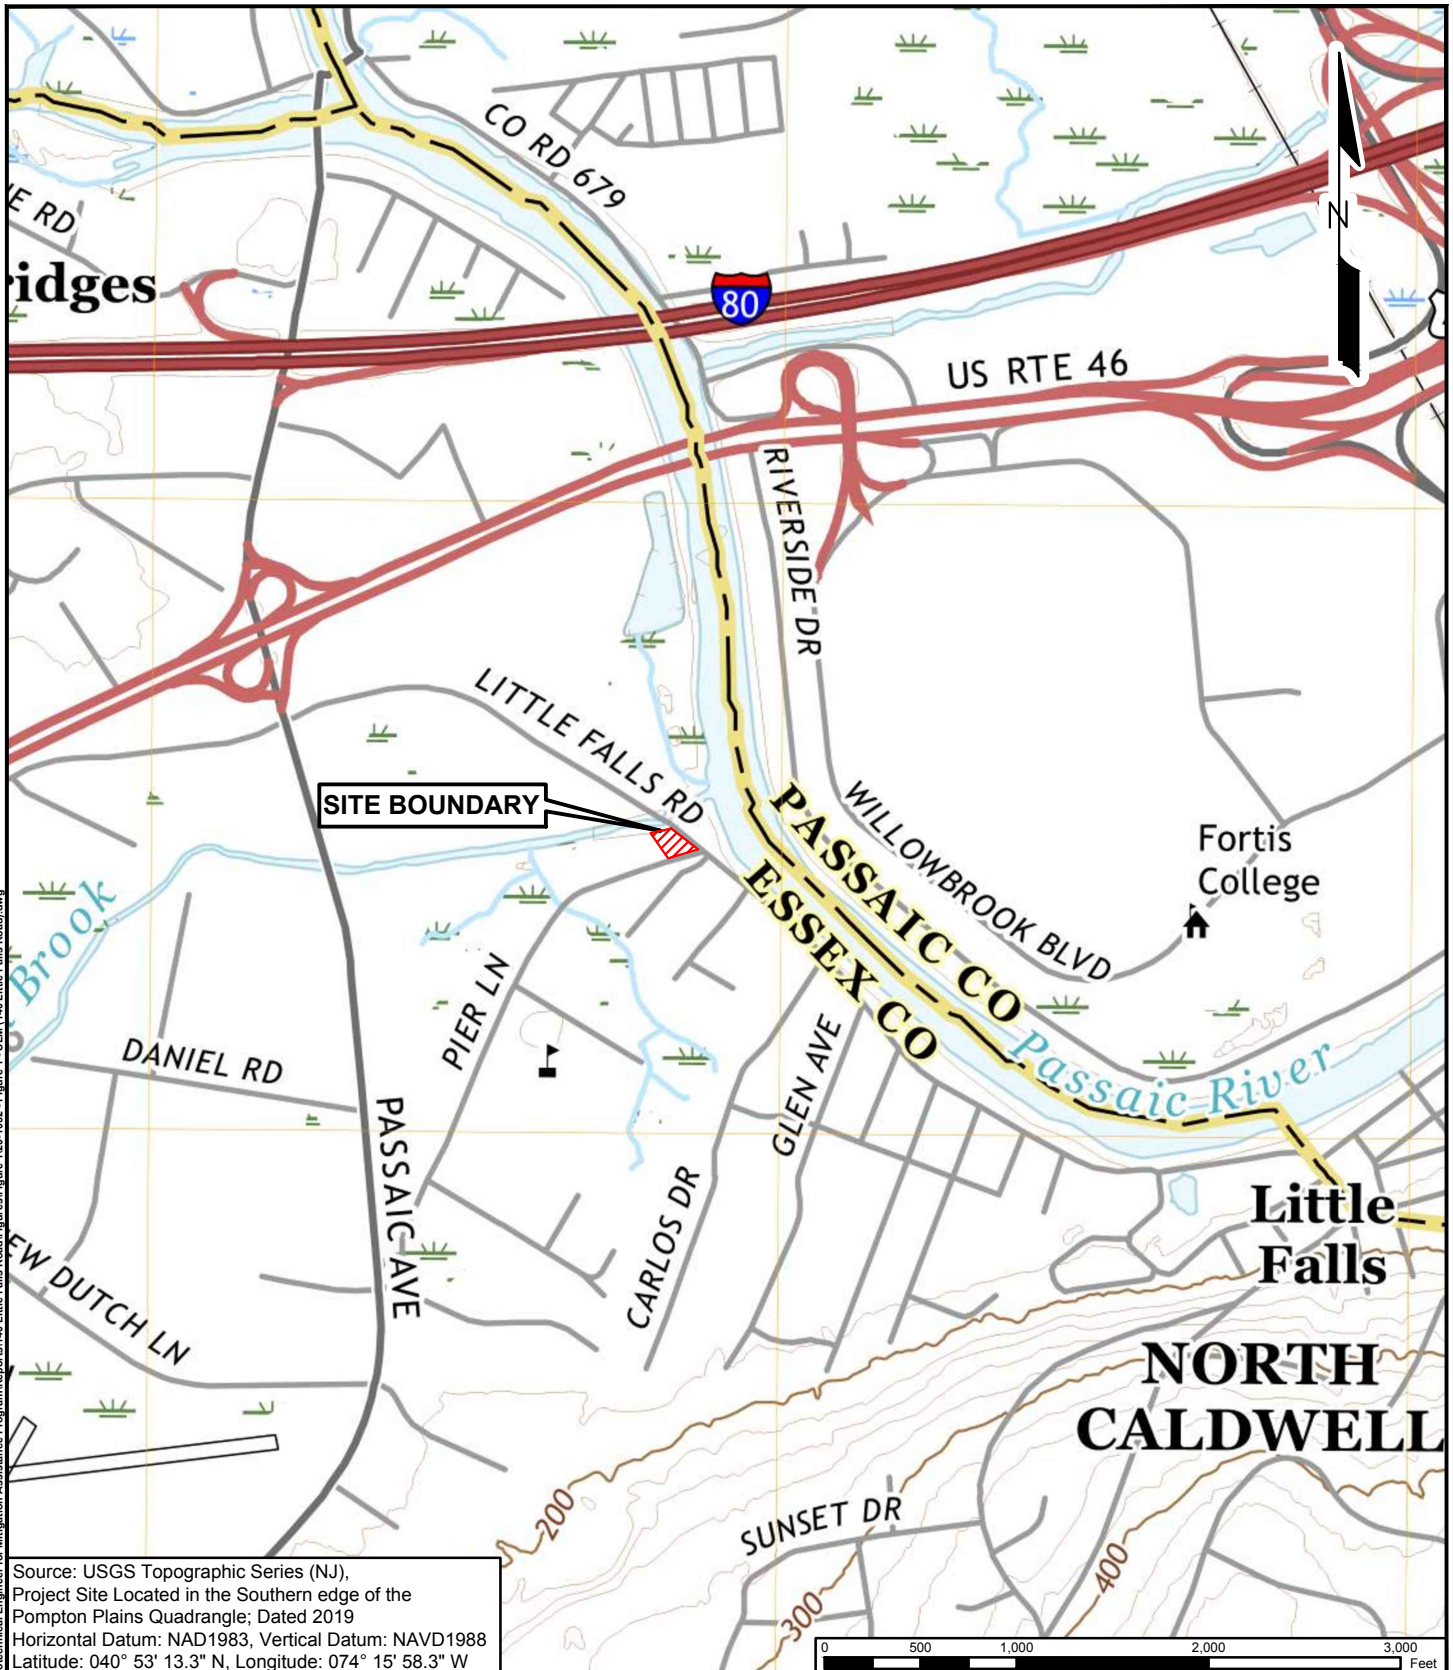 CO RD 679
E RD
ridges
80
N
US RTE 46
RIVERSIDE DR
LITTLE FALLS RD
SITE BOUNDARY
WILLOWBROOK BLVD
PASSAIC CO
ESSEX CO
Fortis
College
Brook
PIER LN
GLEN AVE
Passaic River
DANIEL RD
PASSAIC AVE
CARLOS DR
Little
Falls
EW DUTCH LN
NORTH
CALDWELL
200
SUNSET DR
300
400
Source: USGS Topographic Series (NJ),
Project Site Located in the Southern edge of the
Pompton Plains Quadrangle; Dated 2019
Horizontal Datum: NAD1983, Vertical Datum: NAVD1988
Latitude: 040° 53' 13.3" N, Longitude: 074° 15' 58.3" W
0 500 1,000 2,000 3,000
Feet